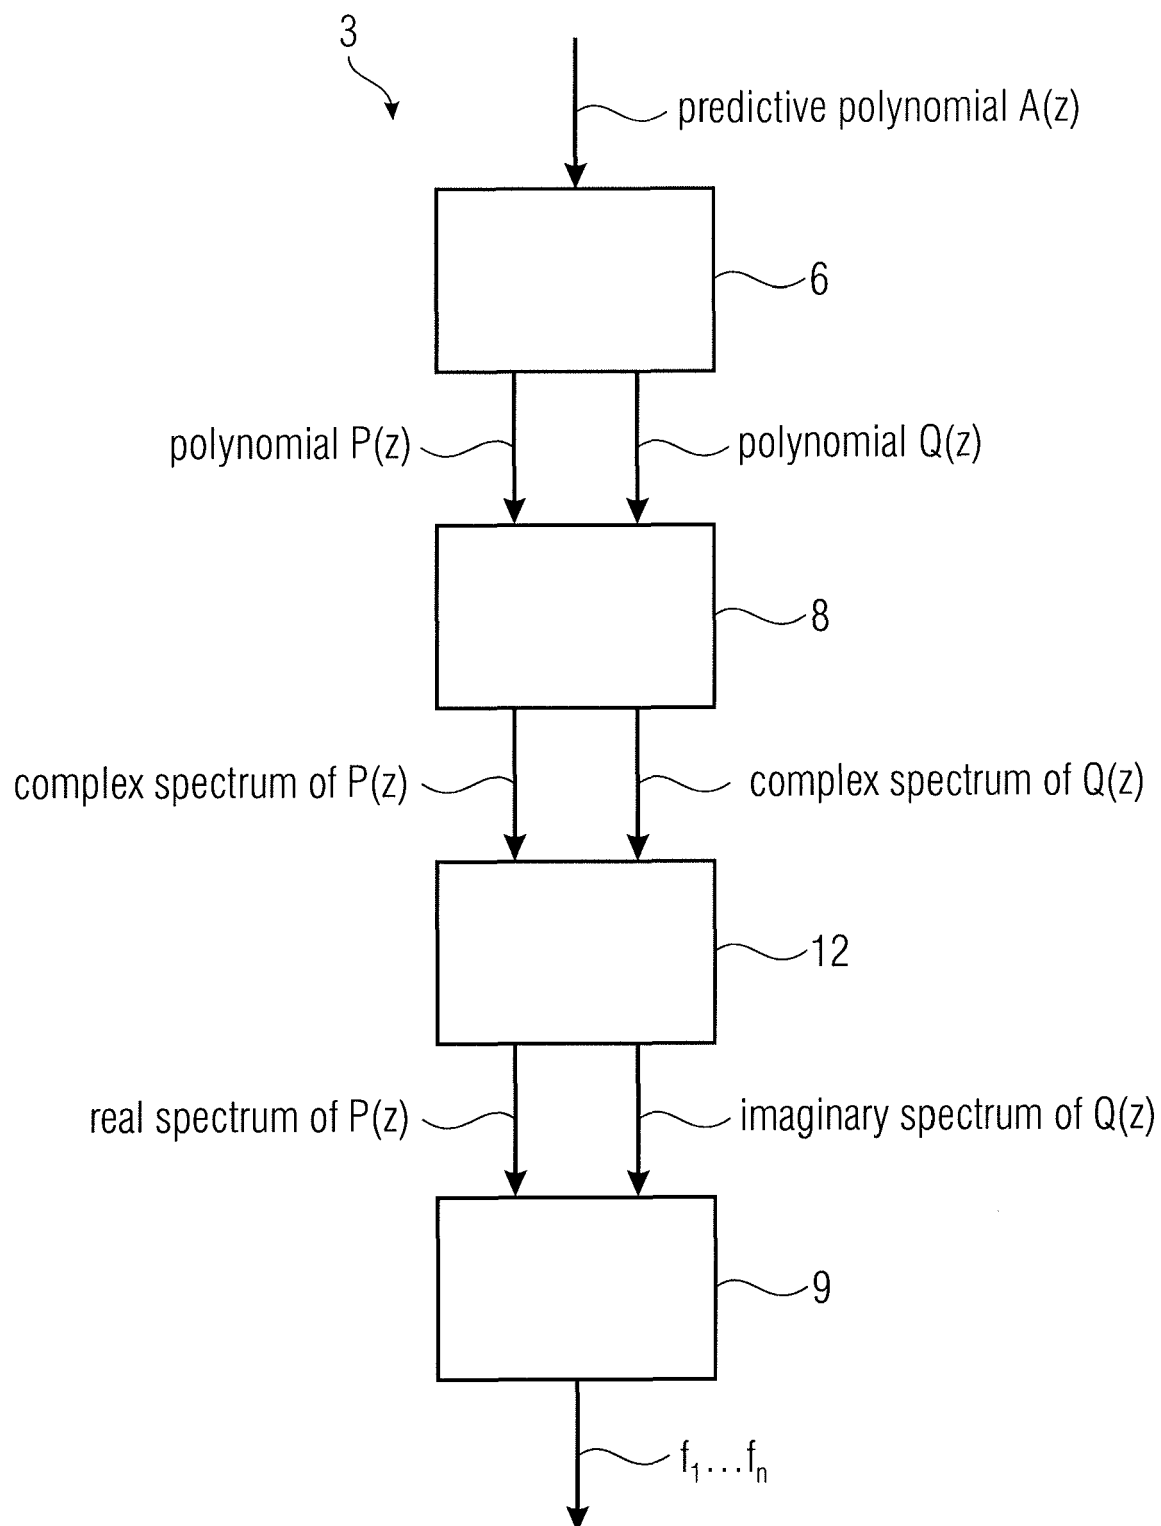 3
predictive polynomial A(z)
6
polynomial P(z)
polynomial Q(z)
8
complex spectrum of P(z)
complex spectrum of Q(z)
12
real spectrum of P(z)
imaginary spectrum of Q(z)
9
f₁...fₙ